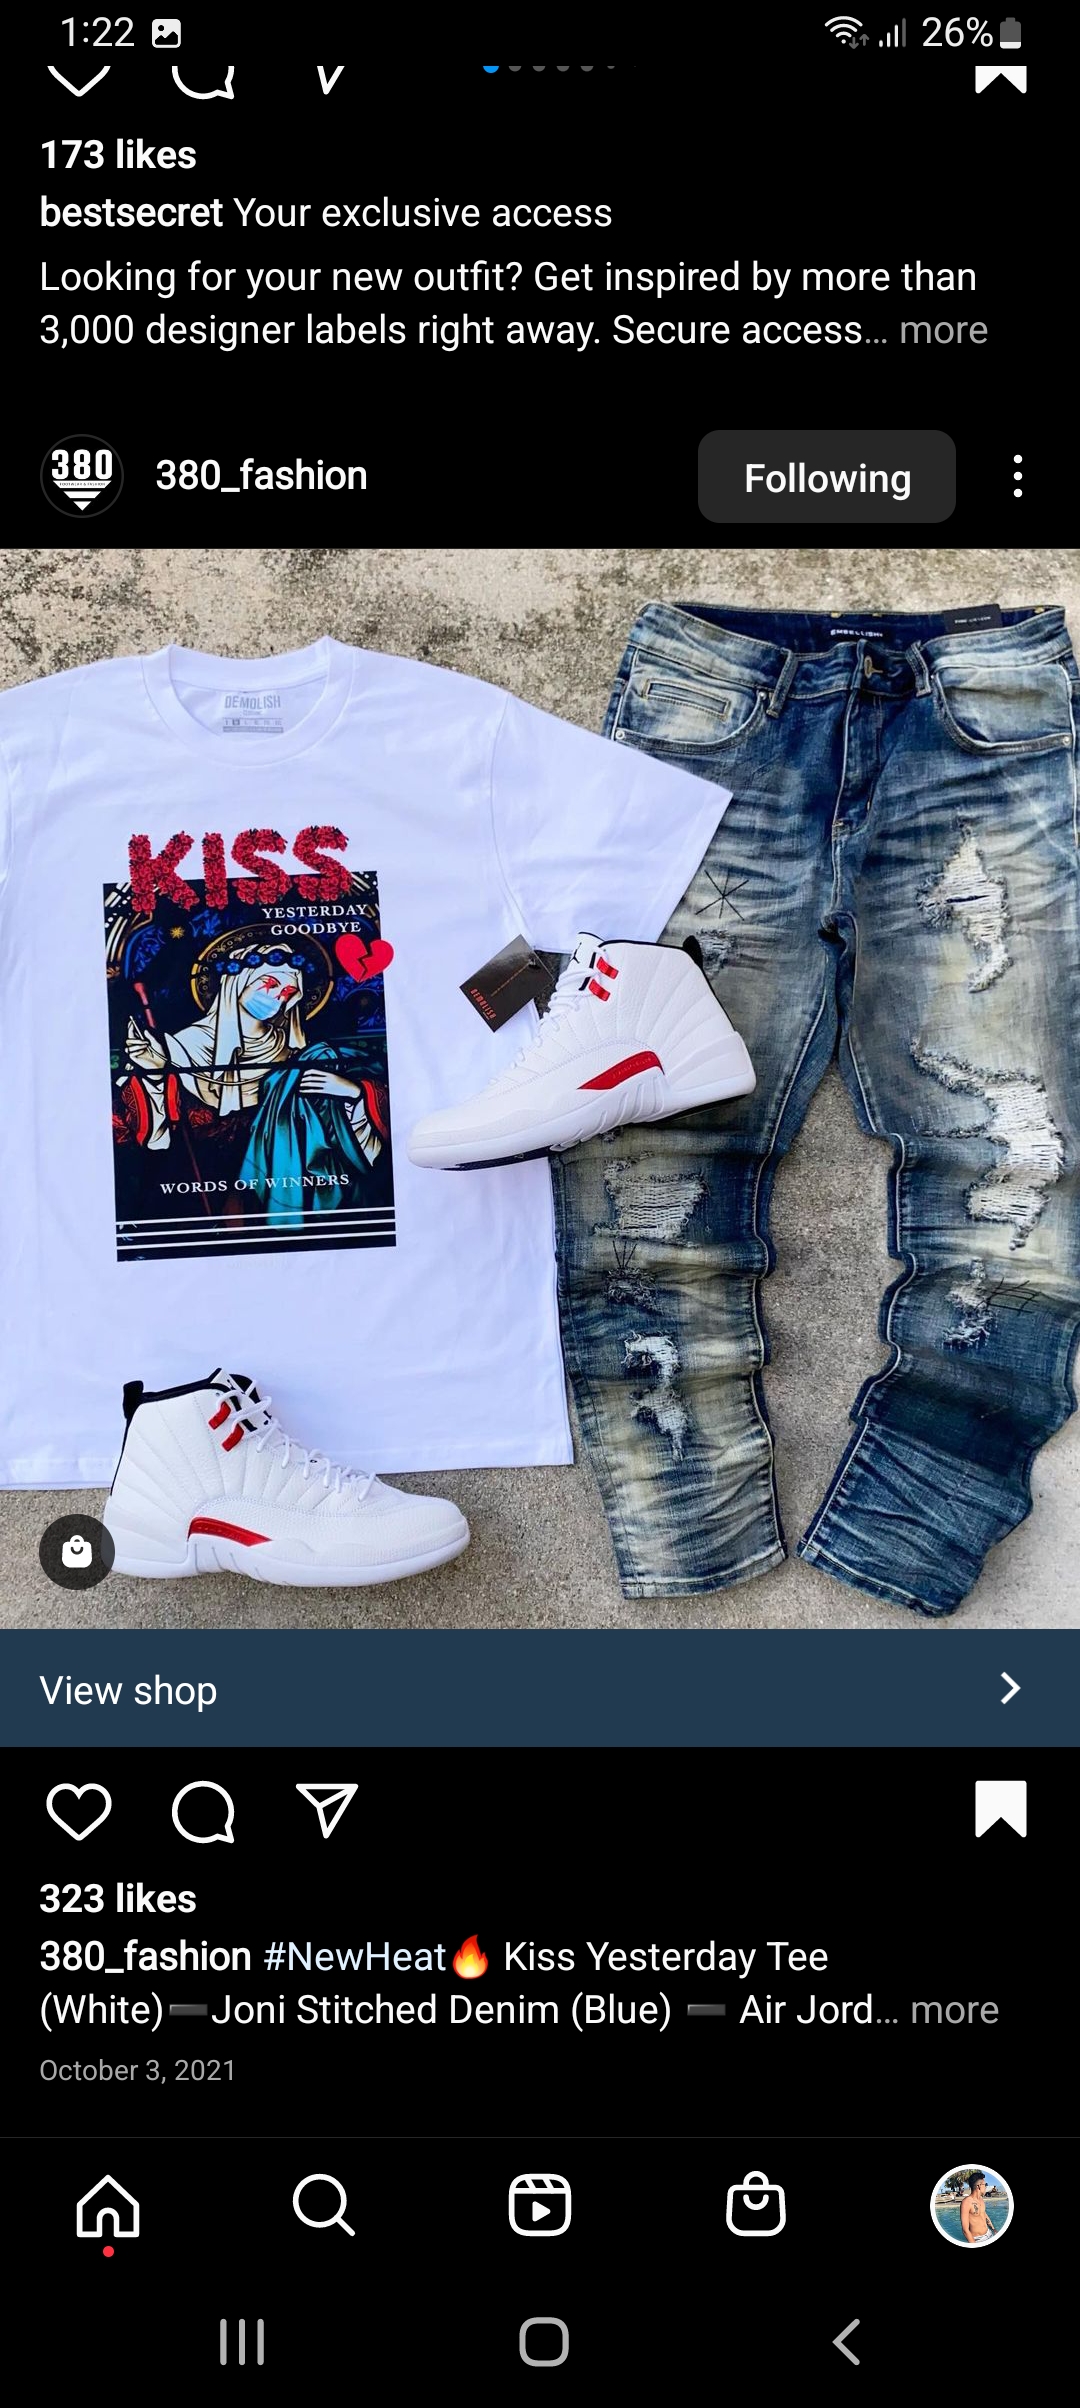 1:22
26%
173 likes
bestsecret Your exclusive access
Looking for your new outfit? Get inspired by more than
3,000 designer labels right away. Secure access... more
380
380_fashion
Following
EMBELLISH
DEMOLISH
KISS
YESTERDAY
GOODBYE
DEMOLISH
WORDS OF WINNERS
View shop
323 likes
380_fashion #NewHeat🔥 Kiss Yesterday Tee
(White)➖Joni Stitched Denim (Blue) ➖ Air Jord... more
October 3, 2021